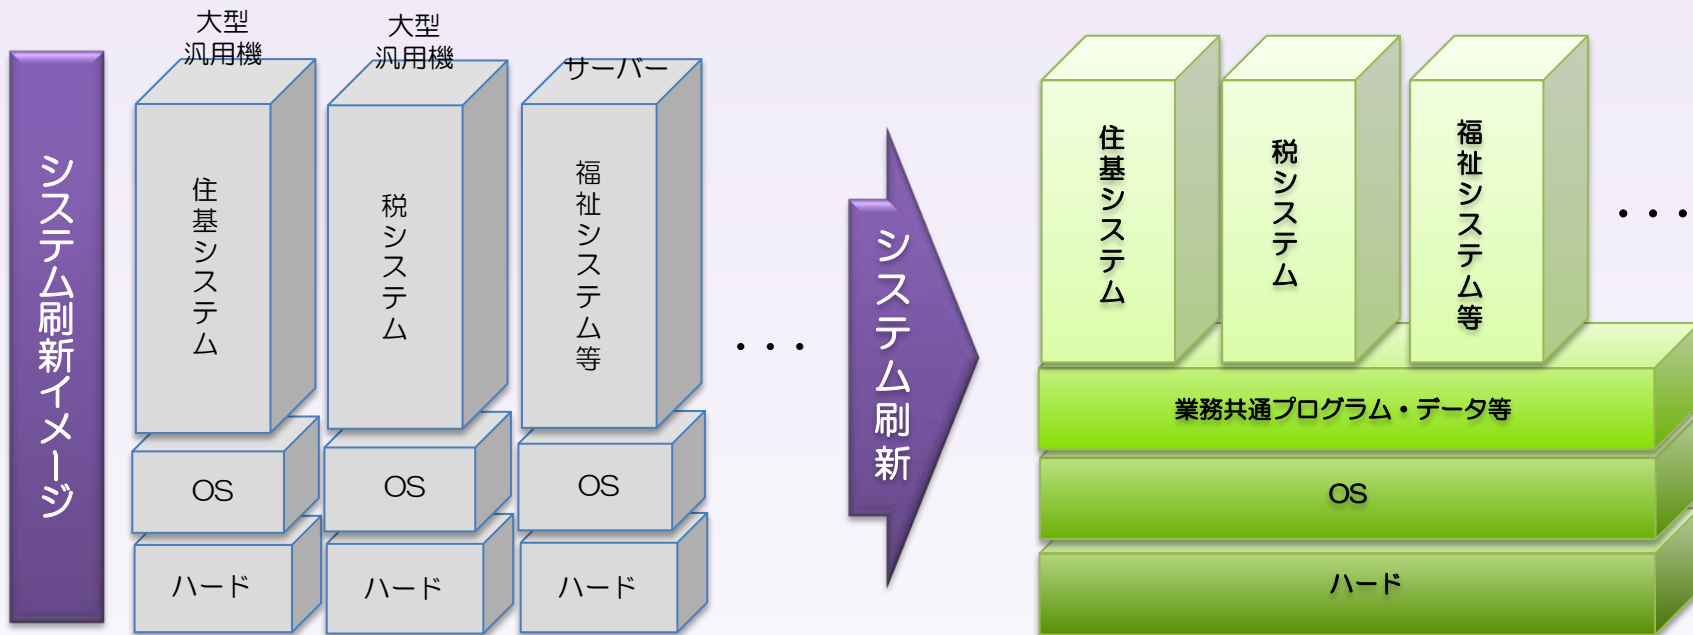 システム刷新イメージ
大型
汎用機
住基システム
OS
ハード
大型
汎用機
税システム
OS
ハード
サーバー
福祉システム等
OS
ハード
・・・
システム刷新
住基システム
税システム
福祉システム等
・・・
業務共通プログラム・データ等
OS
ハード